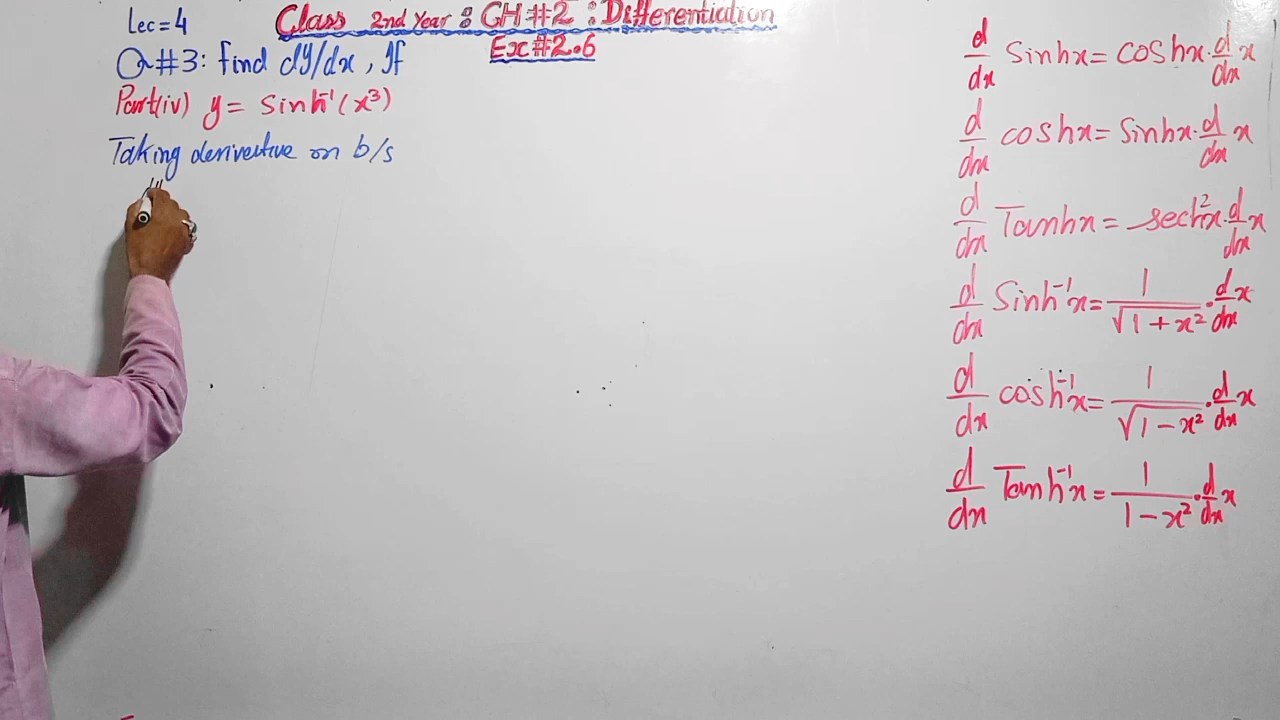 Lec=4
Class 2nd Year : CH#2 : Differentiation
Ex#2.6
Q#3: find dy/dx, If
Part(iv) y = Sinh⁻¹(x³)
Taking derivative on b/s
d/dx Sinhx = coshx · d/dx x
d/dx coshx = Sinhx · d/dx x
d/dx Tanhx = sech²x · d/dx x
d/dx Sinh⁻¹x = 1/√(1+x²) · d/dx x
d/dx cosh⁻¹x = 1/√(1-x²) · d/dx x
d/dx Tanh⁻¹x = 1/(1-x²) · d/dx x